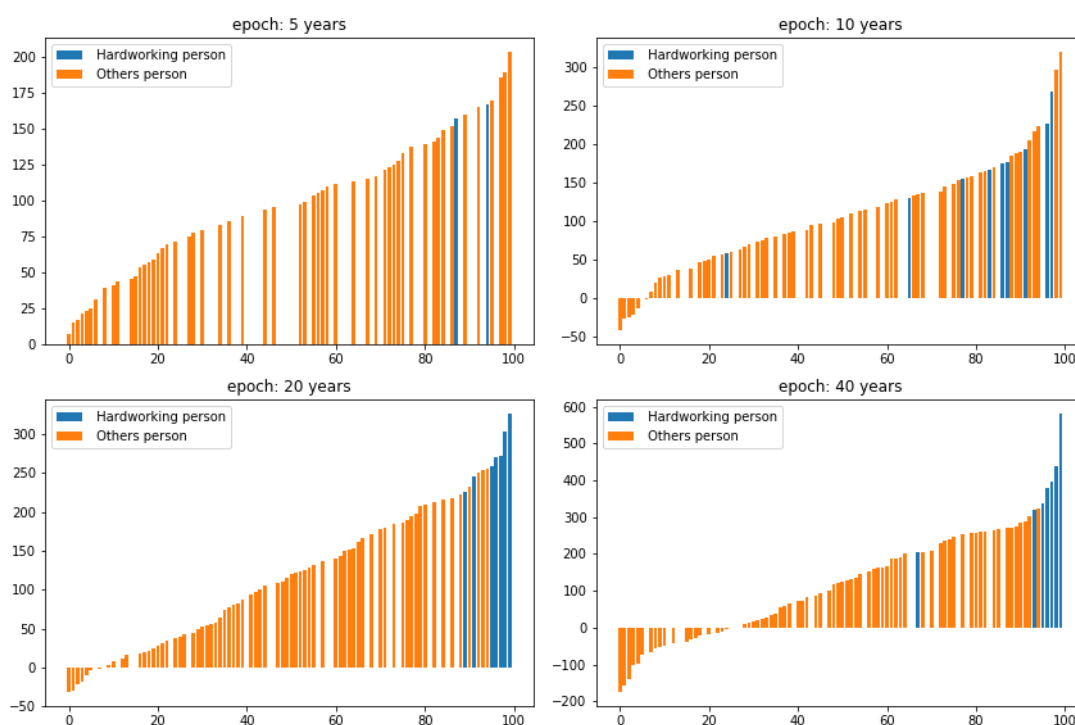 epoch: 5 years
Hardworking person
Others person
200
175
150
125
100
75
50
25
0
0 20 40 60 80 100
epoch: 10 years
Hardworking person
Others person
300
250
200
150
100
50
0
−50
0 20 40 60 80 100
epoch: 20 years
Hardworking person
Others person
300
250
200
150
100
50
0
−50
0 20 40 60 80 100
epoch: 40 years
Hardworking person
Others person
600
500
400
300
200
100
0
−100
−200
0 20 40 60 80 100